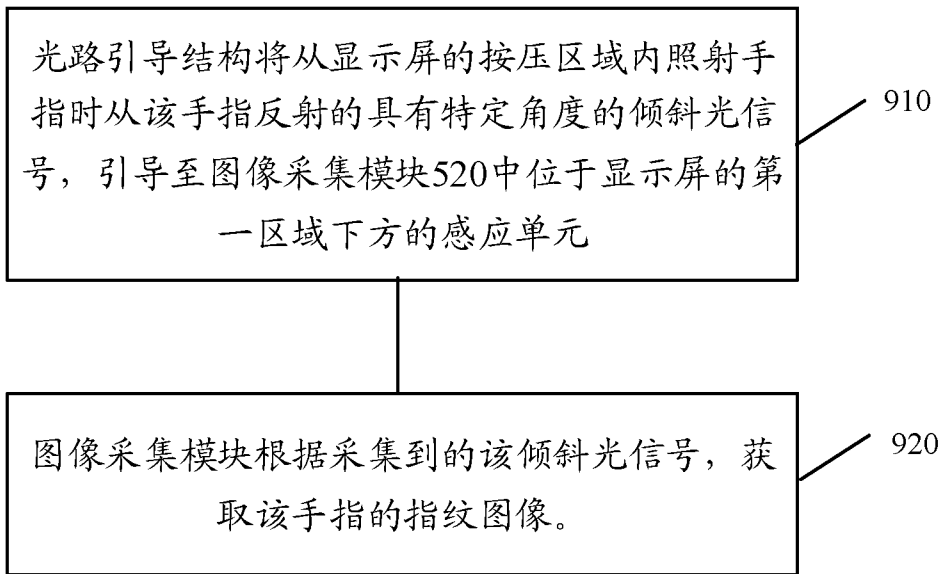 光路引导结构将从显示屏的按压区域内照射手
指时从该手指反射的具有特定角度的倾斜光信
号，引导至图像采集模块520中位于显示屏的第
一区域下方的感应单元
910
图像采集模块根据采集到的该倾斜光信号，获
取该手指的指纹图像。
920